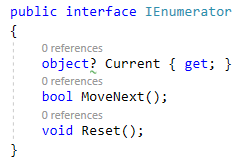 public interface IEnumerator
{
0 references
object? Current { get; }
0 references
bool MoveNext();
0 references
void Reset();
}